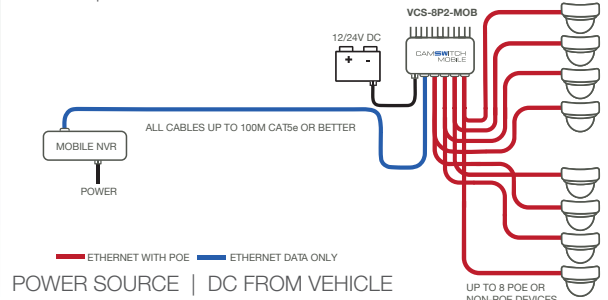 VCS-8P2-MOB
12/24V DC
+ -
CAMSWITCH
MOBILE
ALL CABLES UP TO 100M CAT5e OR BETTER
MOBILE NVR
POWER
ETHERNET WITH POE ETHERNET DATA ONLY
POWER SOURCE | DC FROM VEHICLE
UP TO 8 POE OR
NON-POE DEVICES